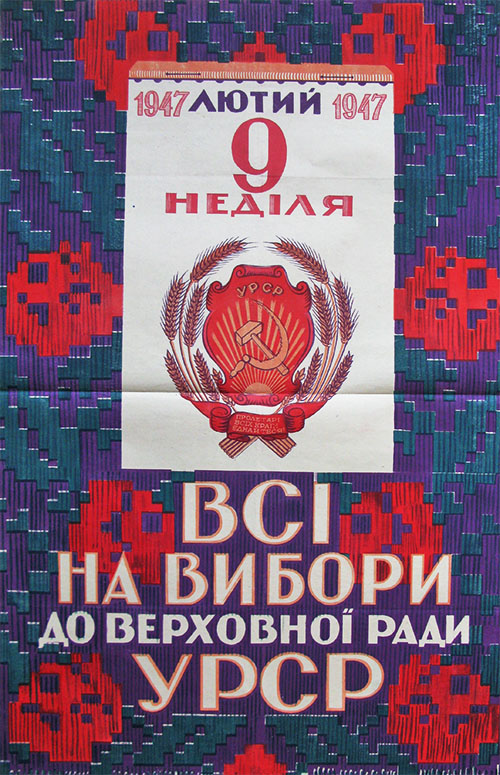 1947 ЛЮТИЙ 1947
9
НЕДІЛЯ
УРСР
ПРОЛЕТАРІ
ВСІХ КРАЇН
ЄДНАЙТЕСЯ!
ВСІ
НА ВИБОРИ
ДО ВЕРХОВНОЇ РАДИ
УРСР